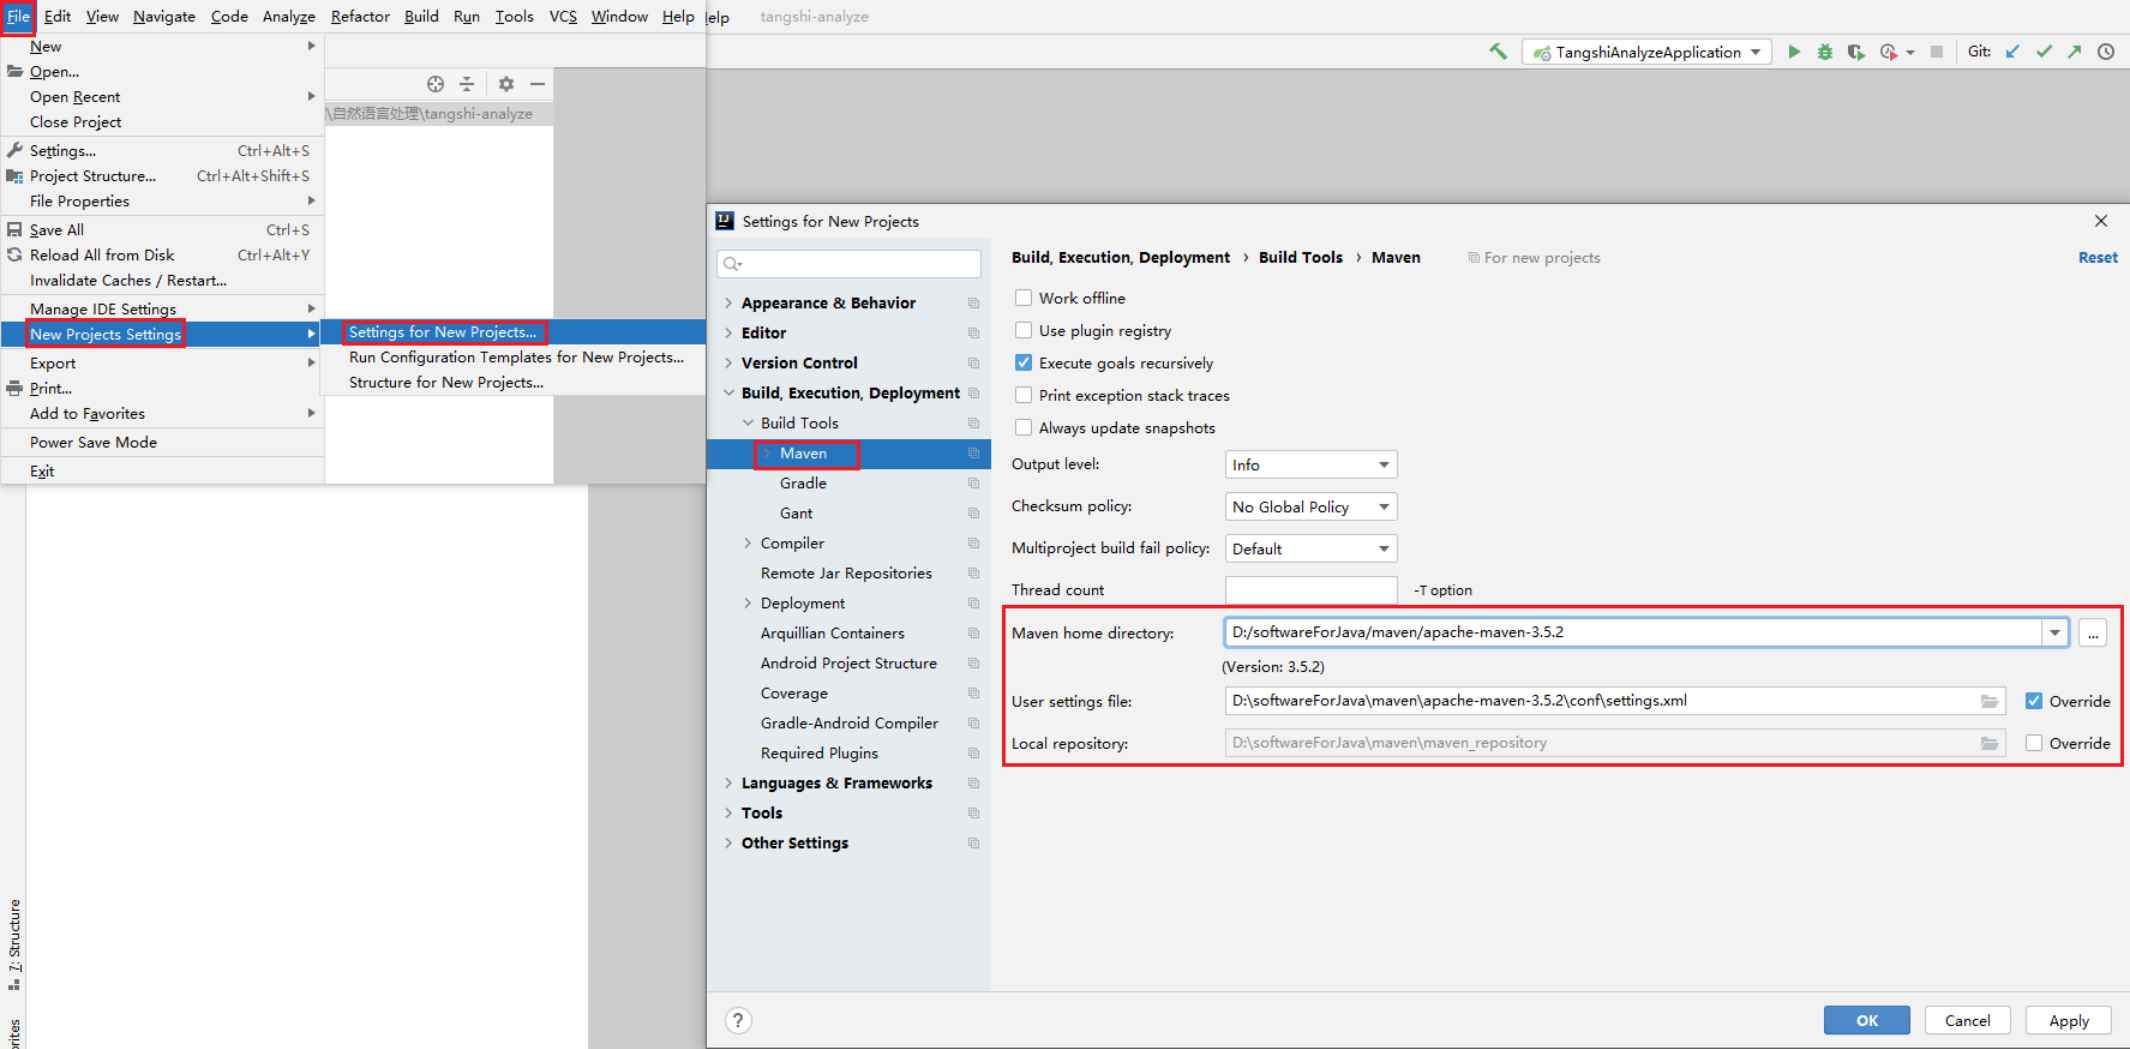 File Edit View Navigate Code Analyze Refactor Build Run Tools VCS Window Help elp tangshi-analyze
TangshiAnalyzeApplication Git:
New
Open...
Open Recent
Close Project
Settings... Ctrl+Alt+S
Project Structure... Ctrl+Alt+Shift+S
File Properties
Save All Ctrl+S
Reload All from Disk Ctrl+Alt+Y
Invalidate Caches / Restart...
Manage IDE Settings
New Projects Settings
Export
Print...
Add to Favorites
Power Save Mode
Exit
\自然语言处理\tangshi-analyze
Settings for New Projects...
Run Configuration Templates for New Projects...
Structure for New Projects...
7: Structure
Settings for New Projects
Appearance & Behavior
Editor
Version Control
Build, Execution, Deployment
Build Tools
Maven
Gradle
Gant
Compiler
Remote Jar Repositories
Deployment
Arquillian Containers
Android Project Structure
Coverage
Gradle-Android Compiler
Required Plugins
Languages & Frameworks
Tools
Other Settings
Build, Execution, Deployment › Build Tools › Maven For new projects Reset
Work offline
Use plugin registry
Execute goals recursively
Print exception stack traces
Always update snapshots
Output level: Info
Checksum policy: No Global Policy
Multiproject build fail policy: Default
Thread count -T option
Maven home directory: D:/softwareForJava/maven/apache-maven-3.5.2 ...
(Version: 3.5.2)
User settings file: D:\softwareForJava\maven\apache-maven-3.5.2\conf\settings.xml Override
Local repository: D:\softwareForJava\maven\maven_repository Override
? OK Cancel Apply